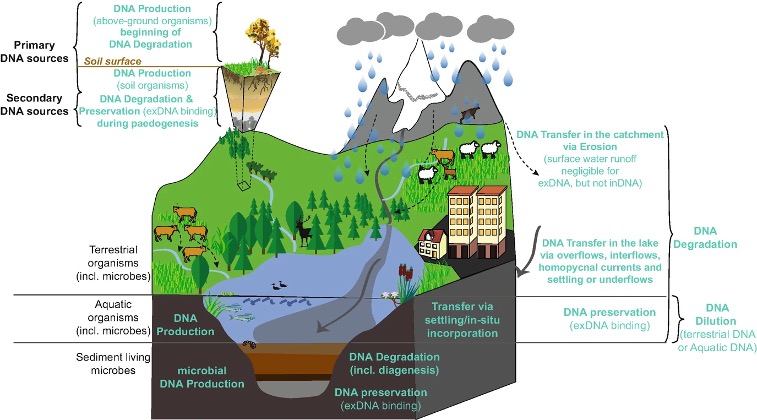 DNA Production
(above-ground organisms)
beginning of
DNA Degradation
Primary
DNA sources
Soil surface
DNA Production
(soil organisms)
Secondary
DNA sources
DNA Degradation &
Preservation (exDNA binding)
during paedogenesis
DNA Transfer in the catchment
via Erosion
(surface water runoff
negligible for
exDNA, but not inDNA)
DNA
Degradation
DNA Transfer in the lake
via overflows, interflows,
homopycnal currents and
settling or underflows
Terrestrial
organisms
(incl. microbes)
Aquatic
organisms
(incl. microbes)
DNA
Production
Transfer via
settling/in-situ
incorporation
DNA preservation
(exDNA binding)
DNA
Dilution
(terrestrial DNA
or Aquatic DNA)
Sediment living
microbes
microbial
DNA Production
DNA Degradation
(incl. diagenesis)
DNA preservation
(exDNA binding)